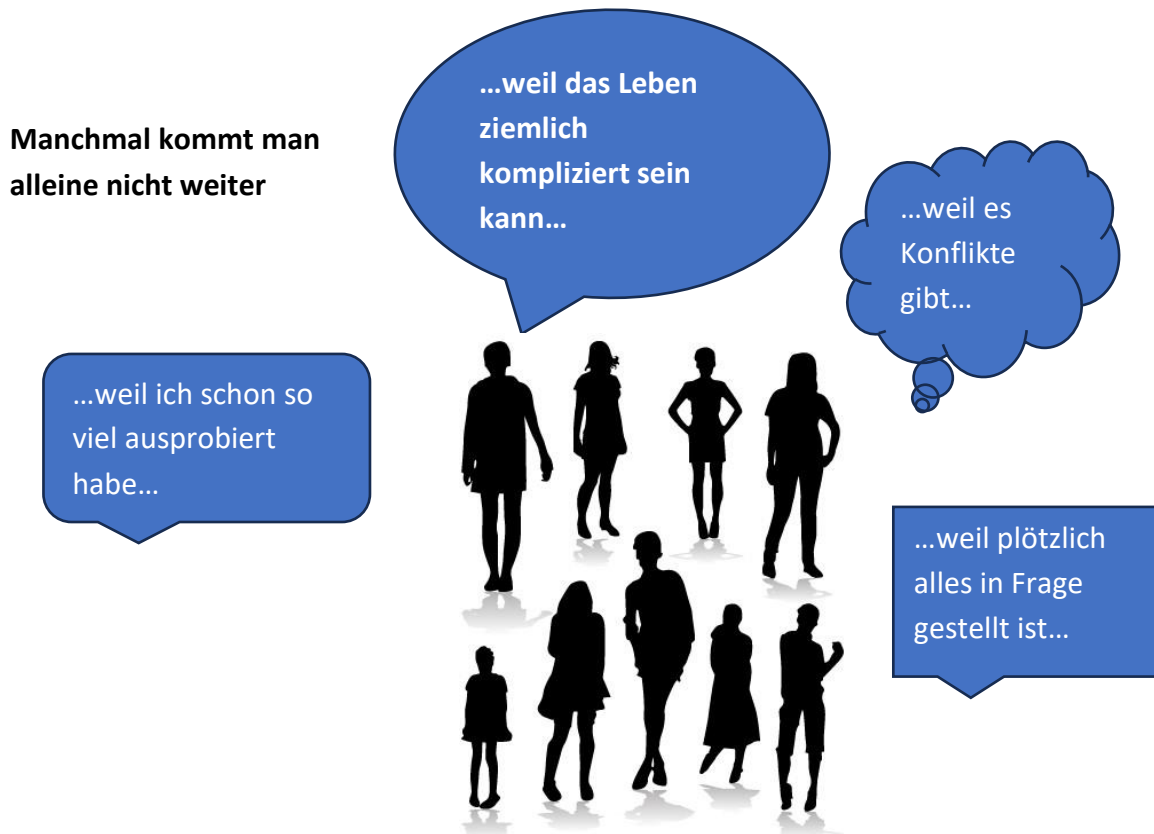 Manchmal kommt man
alleine nicht weiter
…weil das Leben
ziemlich
kompliziert sein
kann…
…weil es
Konflikte
gibt…
…weil ich schon so
viel ausprobiert
habe…
…weil plötzlich
alles in Frage
gestellt ist…